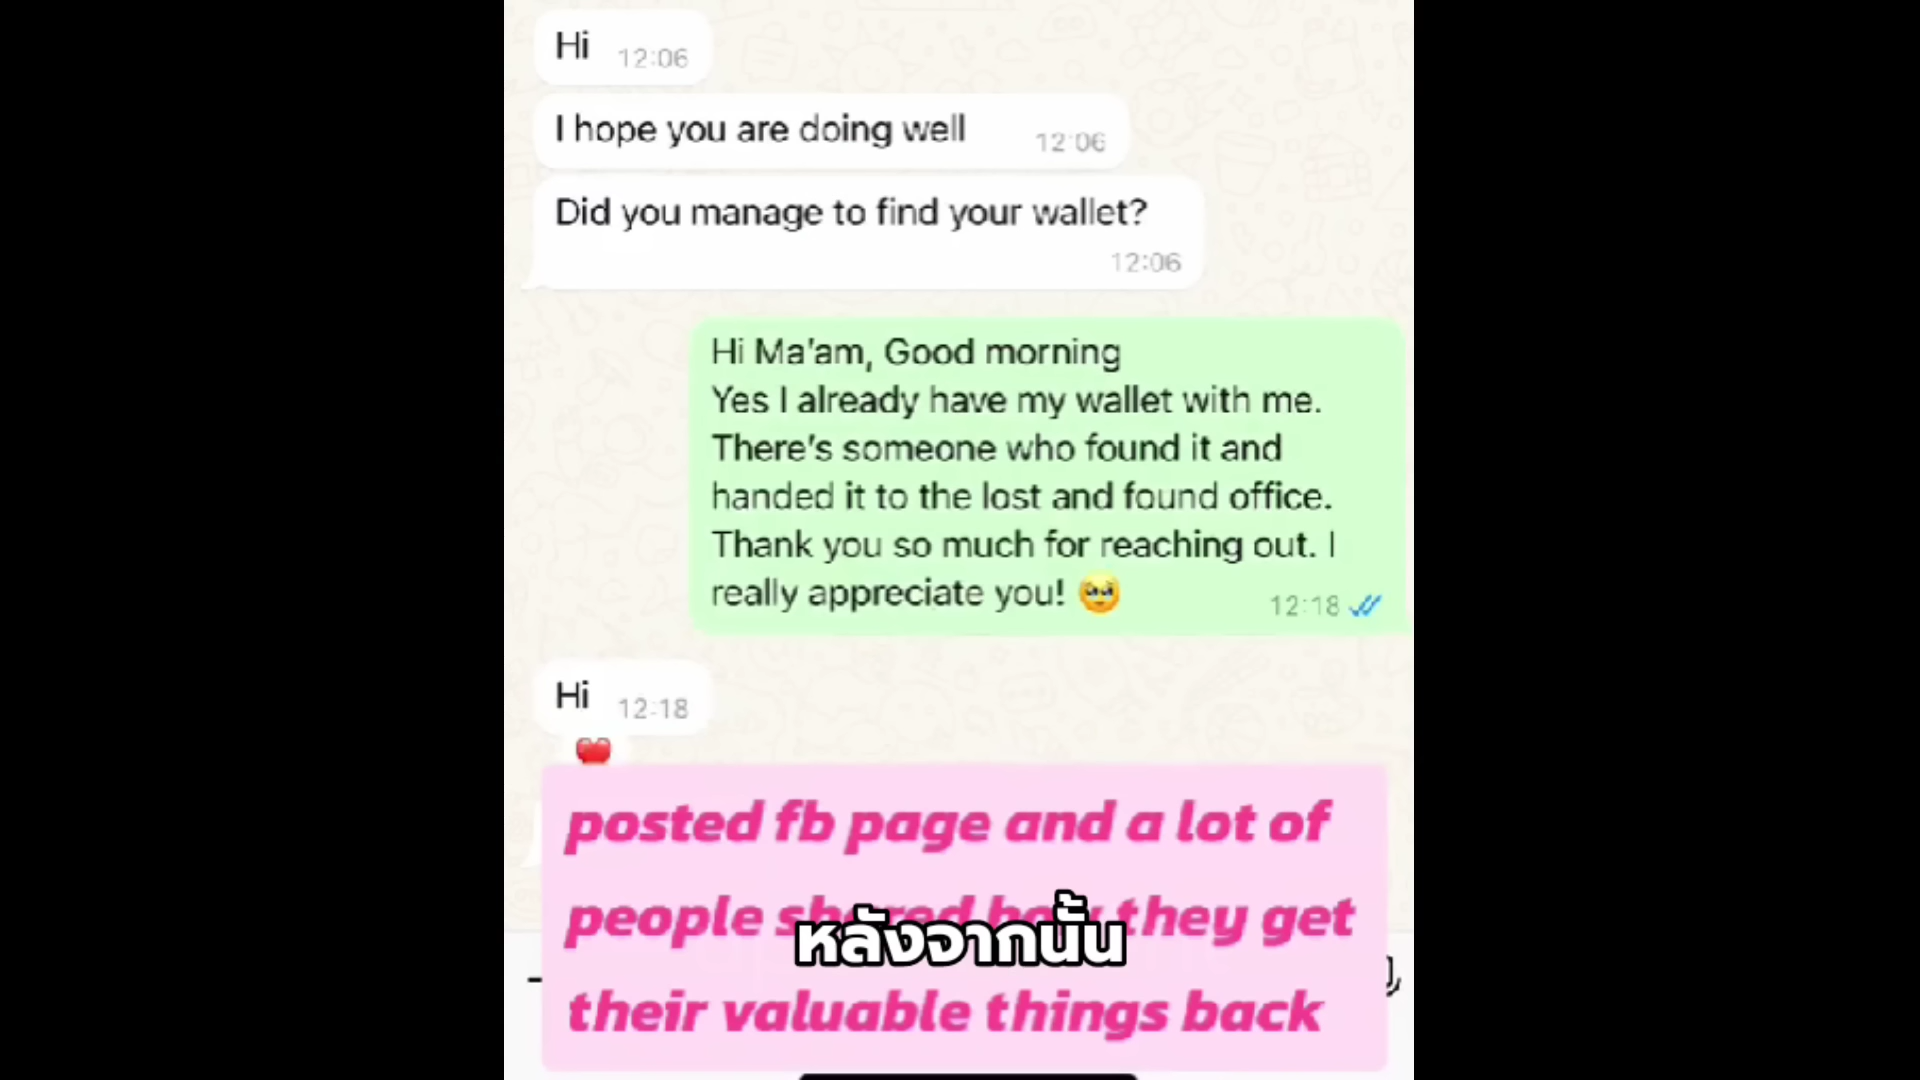 Hi 12:06
I hope you are doing well 12:06
Did you manage to find your wallet?
12:06
Hi Ma'am, Good morning
Yes I already have my wallet with me.
There's someone who found it and
handed it to the lost and found office.
Thank you so much for reaching out. I
really appreciate you! 🥹 12:18
Hi 12:18
❤️
posted fb page and a lot of
people shared how they get
หลังจากนั้น
their valuable things back